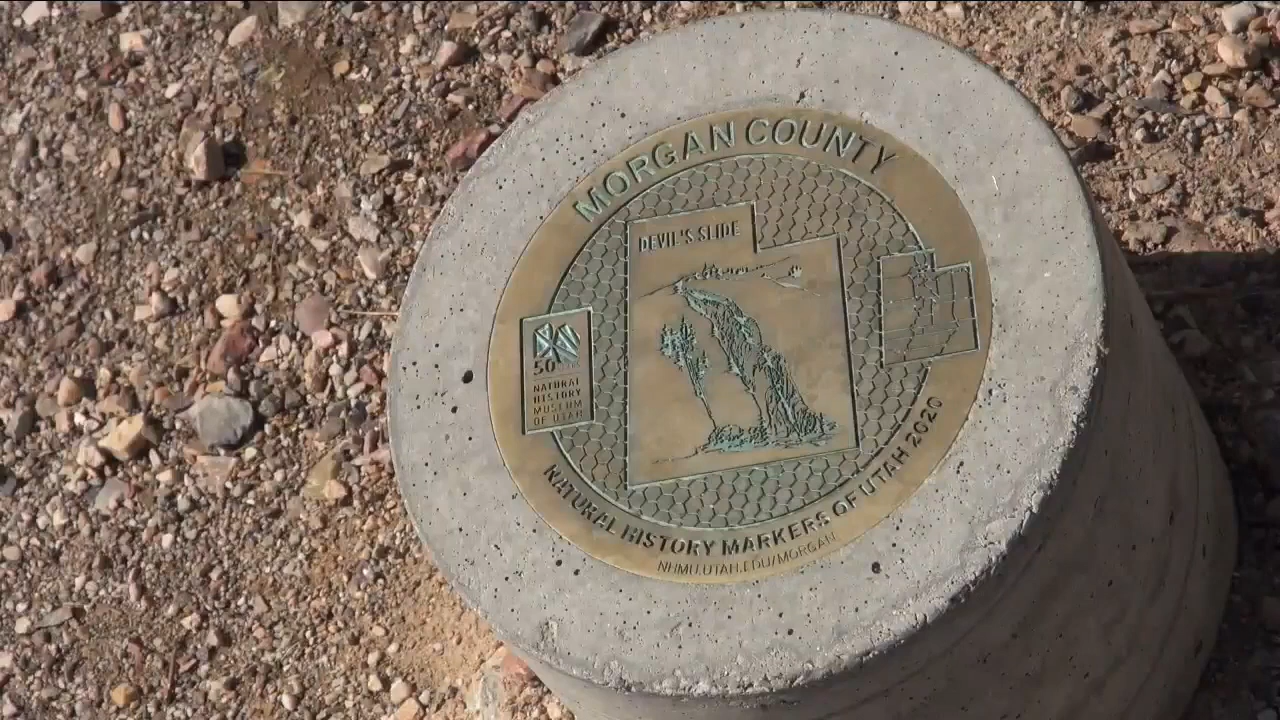 MORGAN COUNTY
DEVIL'S SLIDE
50 YEARS
NATURAL
HISTORY
MUSEUM
OF UTAH
NATURAL HISTORY MARKERS OF UTAH 2020
NHMU.UTAH.EDU/MORGAN